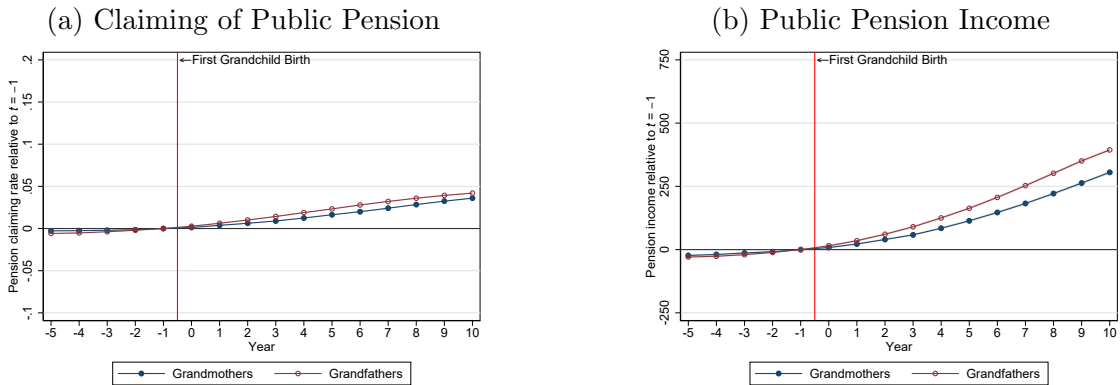 (a) Claiming of Public Pension
Pension claiming rate relative to t = −1
.2
.15
.1
.05
0
-.05
-.1
←First Grandchild Birth
-5 -4 -3 -2 -1 0 1 2 3 4 5 6 7 8 9 10
Year
Grandmothers Grandfathers
(b) Public Pension Income
Pension income relative to t = −1
750
500
250
0
-250
←First Grandchild Birth
-5 -4 -3 -2 -1 0 1 2 3 4 5 6 7 8 9 10
Year
Grandmothers Grandfathers